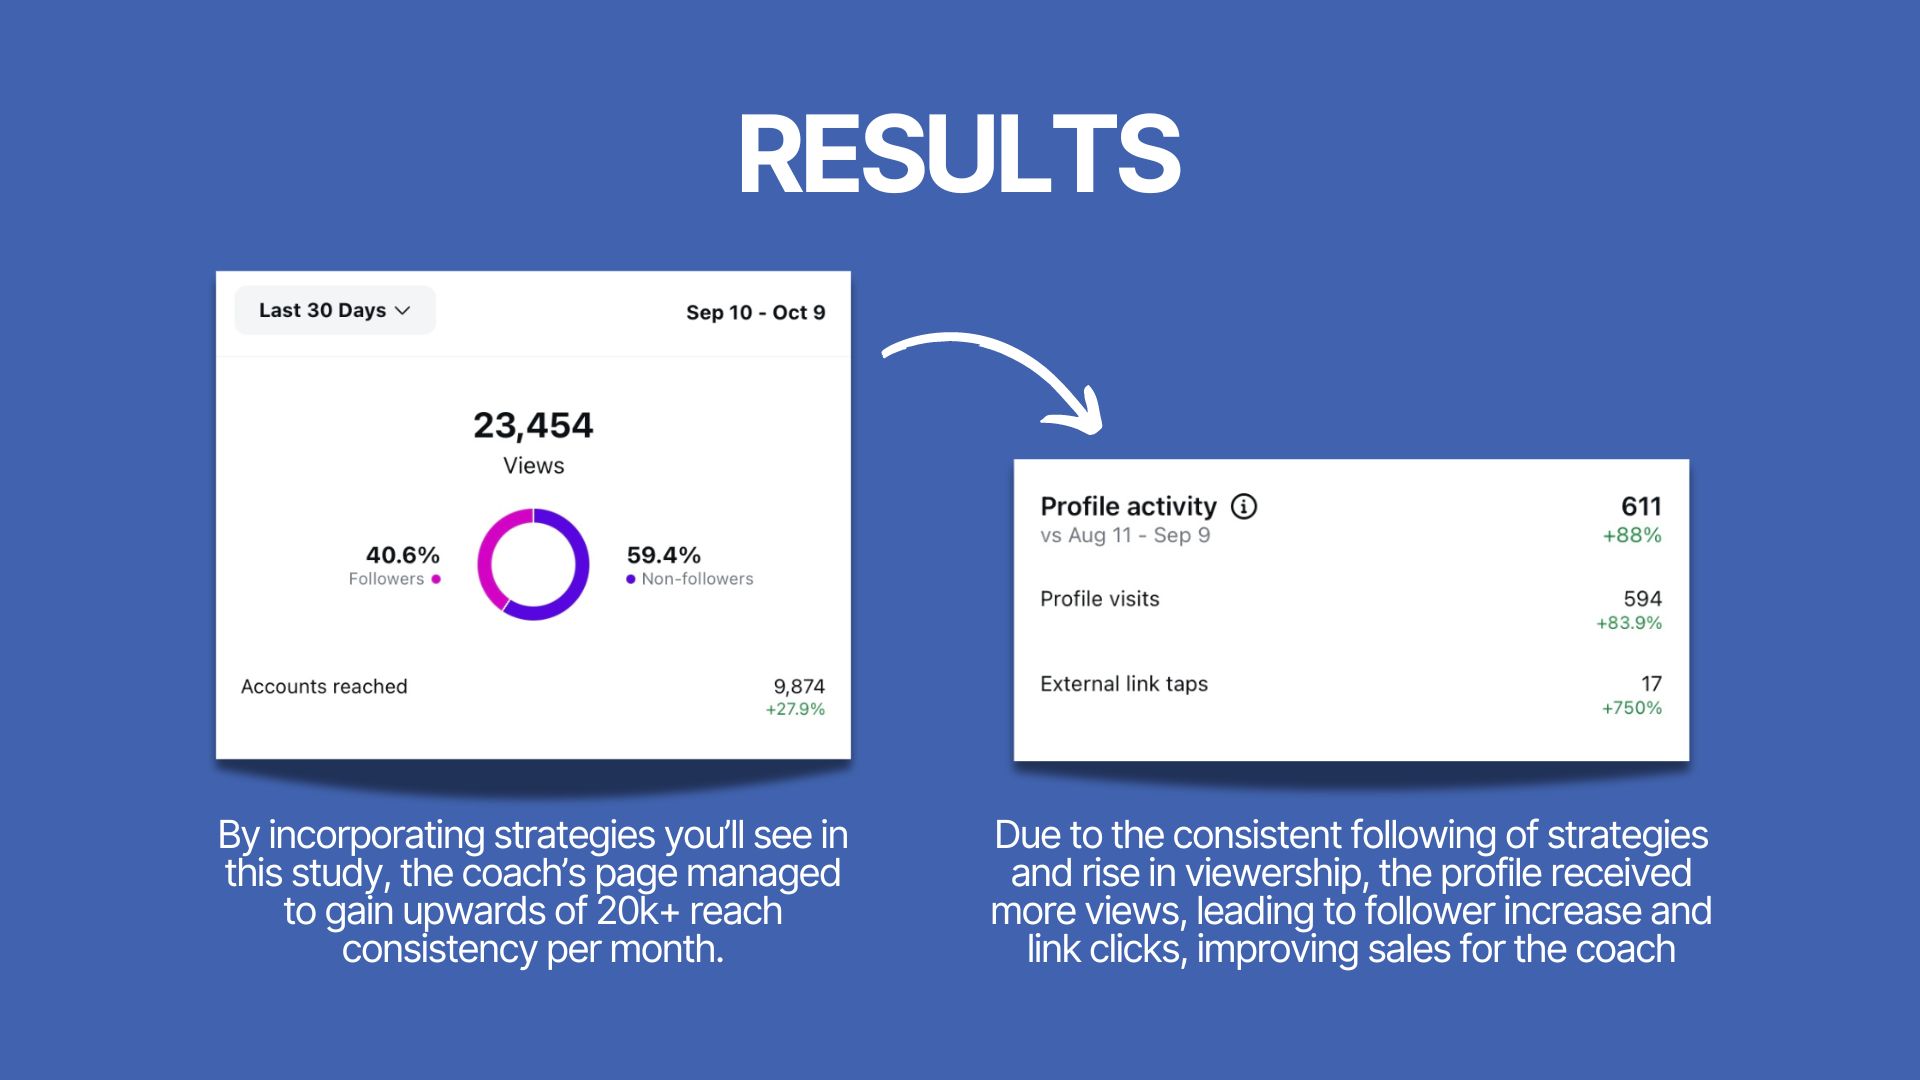 RESULTS
Last 30 Days
Sep 10 - Oct 9
23,454
Views
40.6%
Followers
59.4%
Non-followers
Accounts reached
9,874
+27.9%
Profile activity
611
vs Aug 11 - Sep 9
+88%
Profile visits
594
+83.9%
External link taps
17
+750%
By incorporating strategies you'll see in
this study, the coach's page managed
to gain upwards of 20k+ reach
consistency per month.
Due to the consistent following of strategies
and rise in viewership, the profile received
more views, leading to follower increase and
link clicks, improving sales for the coach